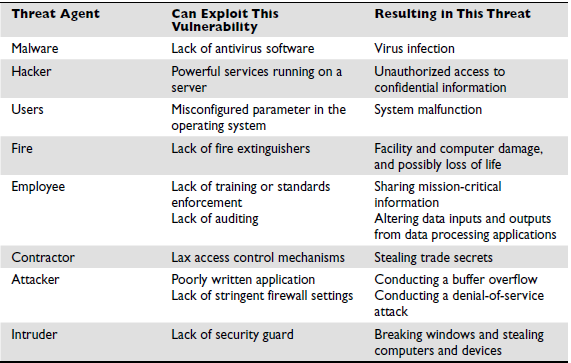 Threat Agent
Can Exploit This
Vulnerability
Resulting in This Threat
Malware
Lack of antivirus software
Virus infection
Hacker
Powerful services running on a
server
Unauthorized access to
confidential information
Users
Misconfigured parameter in the
operating system
System malfunction
Fire
Lack of fire extinguishers
Facility and computer damage,
and possibly loss of life
Employee
Lack of training or standards
enforcement
Lack of auditing
Sharing mission-critical
information
Altering data inputs and outputs
from data processing applications
Contractor
Lax access control mechanisms
Stealing trade secrets
Attacker
Poorly written application
Lack of stringent firewall settings
Conducting a buffer overflow
Conducting a denial-of-service
attack
Intruder
Lack of security guard
Breaking windows and stealing
computers and devices